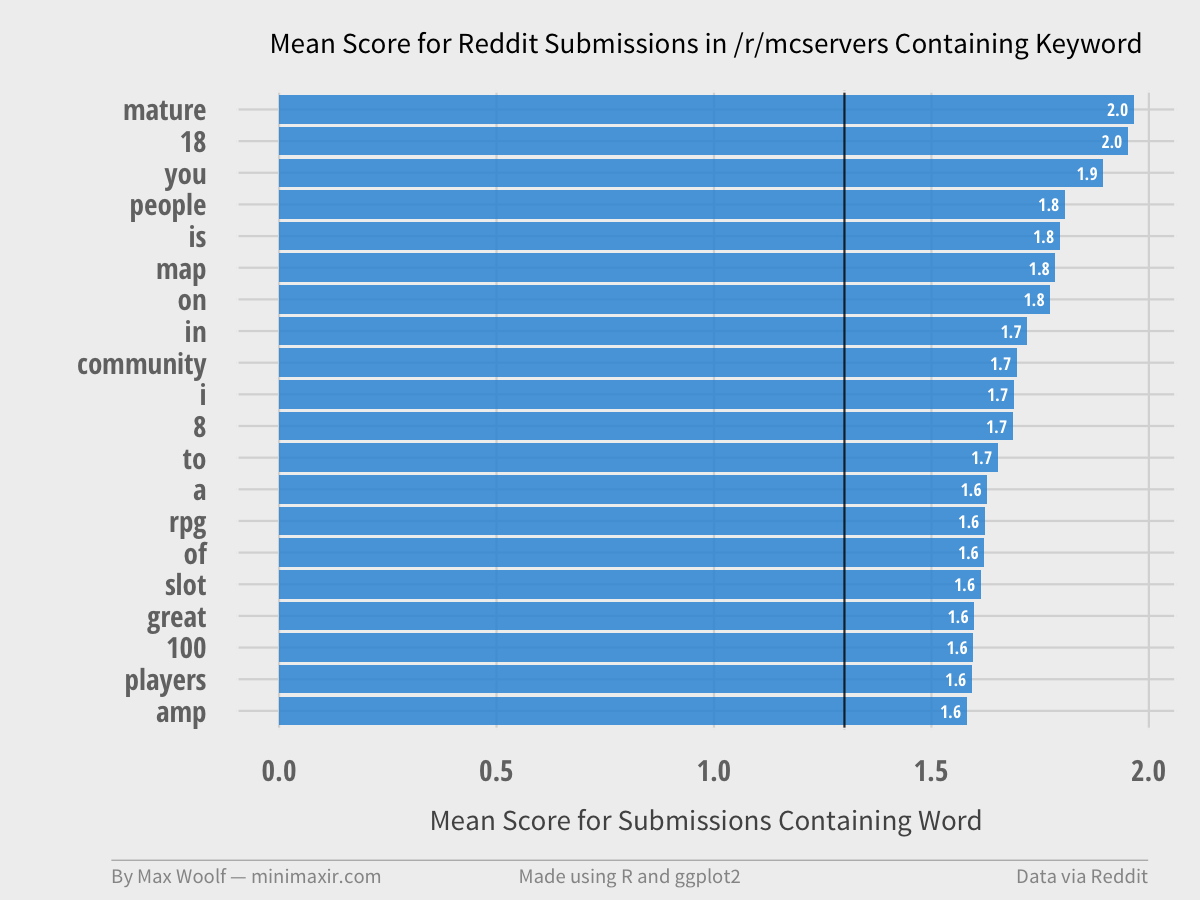 Mean Score for Reddit Submissions in /r/mcservers Containing Keyword
mature 2.0
18 2.0
you 1.9
people 1.8
is 1.8
map 1.8
on 1.8
in 1.7
community 1.7
i 1.7
8 1.7
to 1.7
a 1.6
rpg 1.6
of 1.6
slot 1.6
great 1.6
100 1.6
players 1.6
amp 1.6
0.0 0.5 1.0 1.5 2.0
Mean Score for Submissions Containing Word
By Max Woolf — minimaxir.com Made using R and ggplot2 Data via Reddit